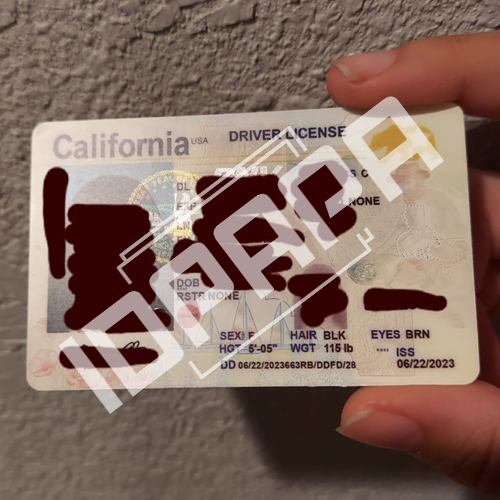 California USA DRIVER LICENSE
DL
NONE
DOB
RSTR NONE
SEX F HAIR BLK EYES BRN
HGT 5'-05" WGT 115 lb ISS
DD 06/22/2023663RB/DDFD/28 06/22/2023
IDAPA